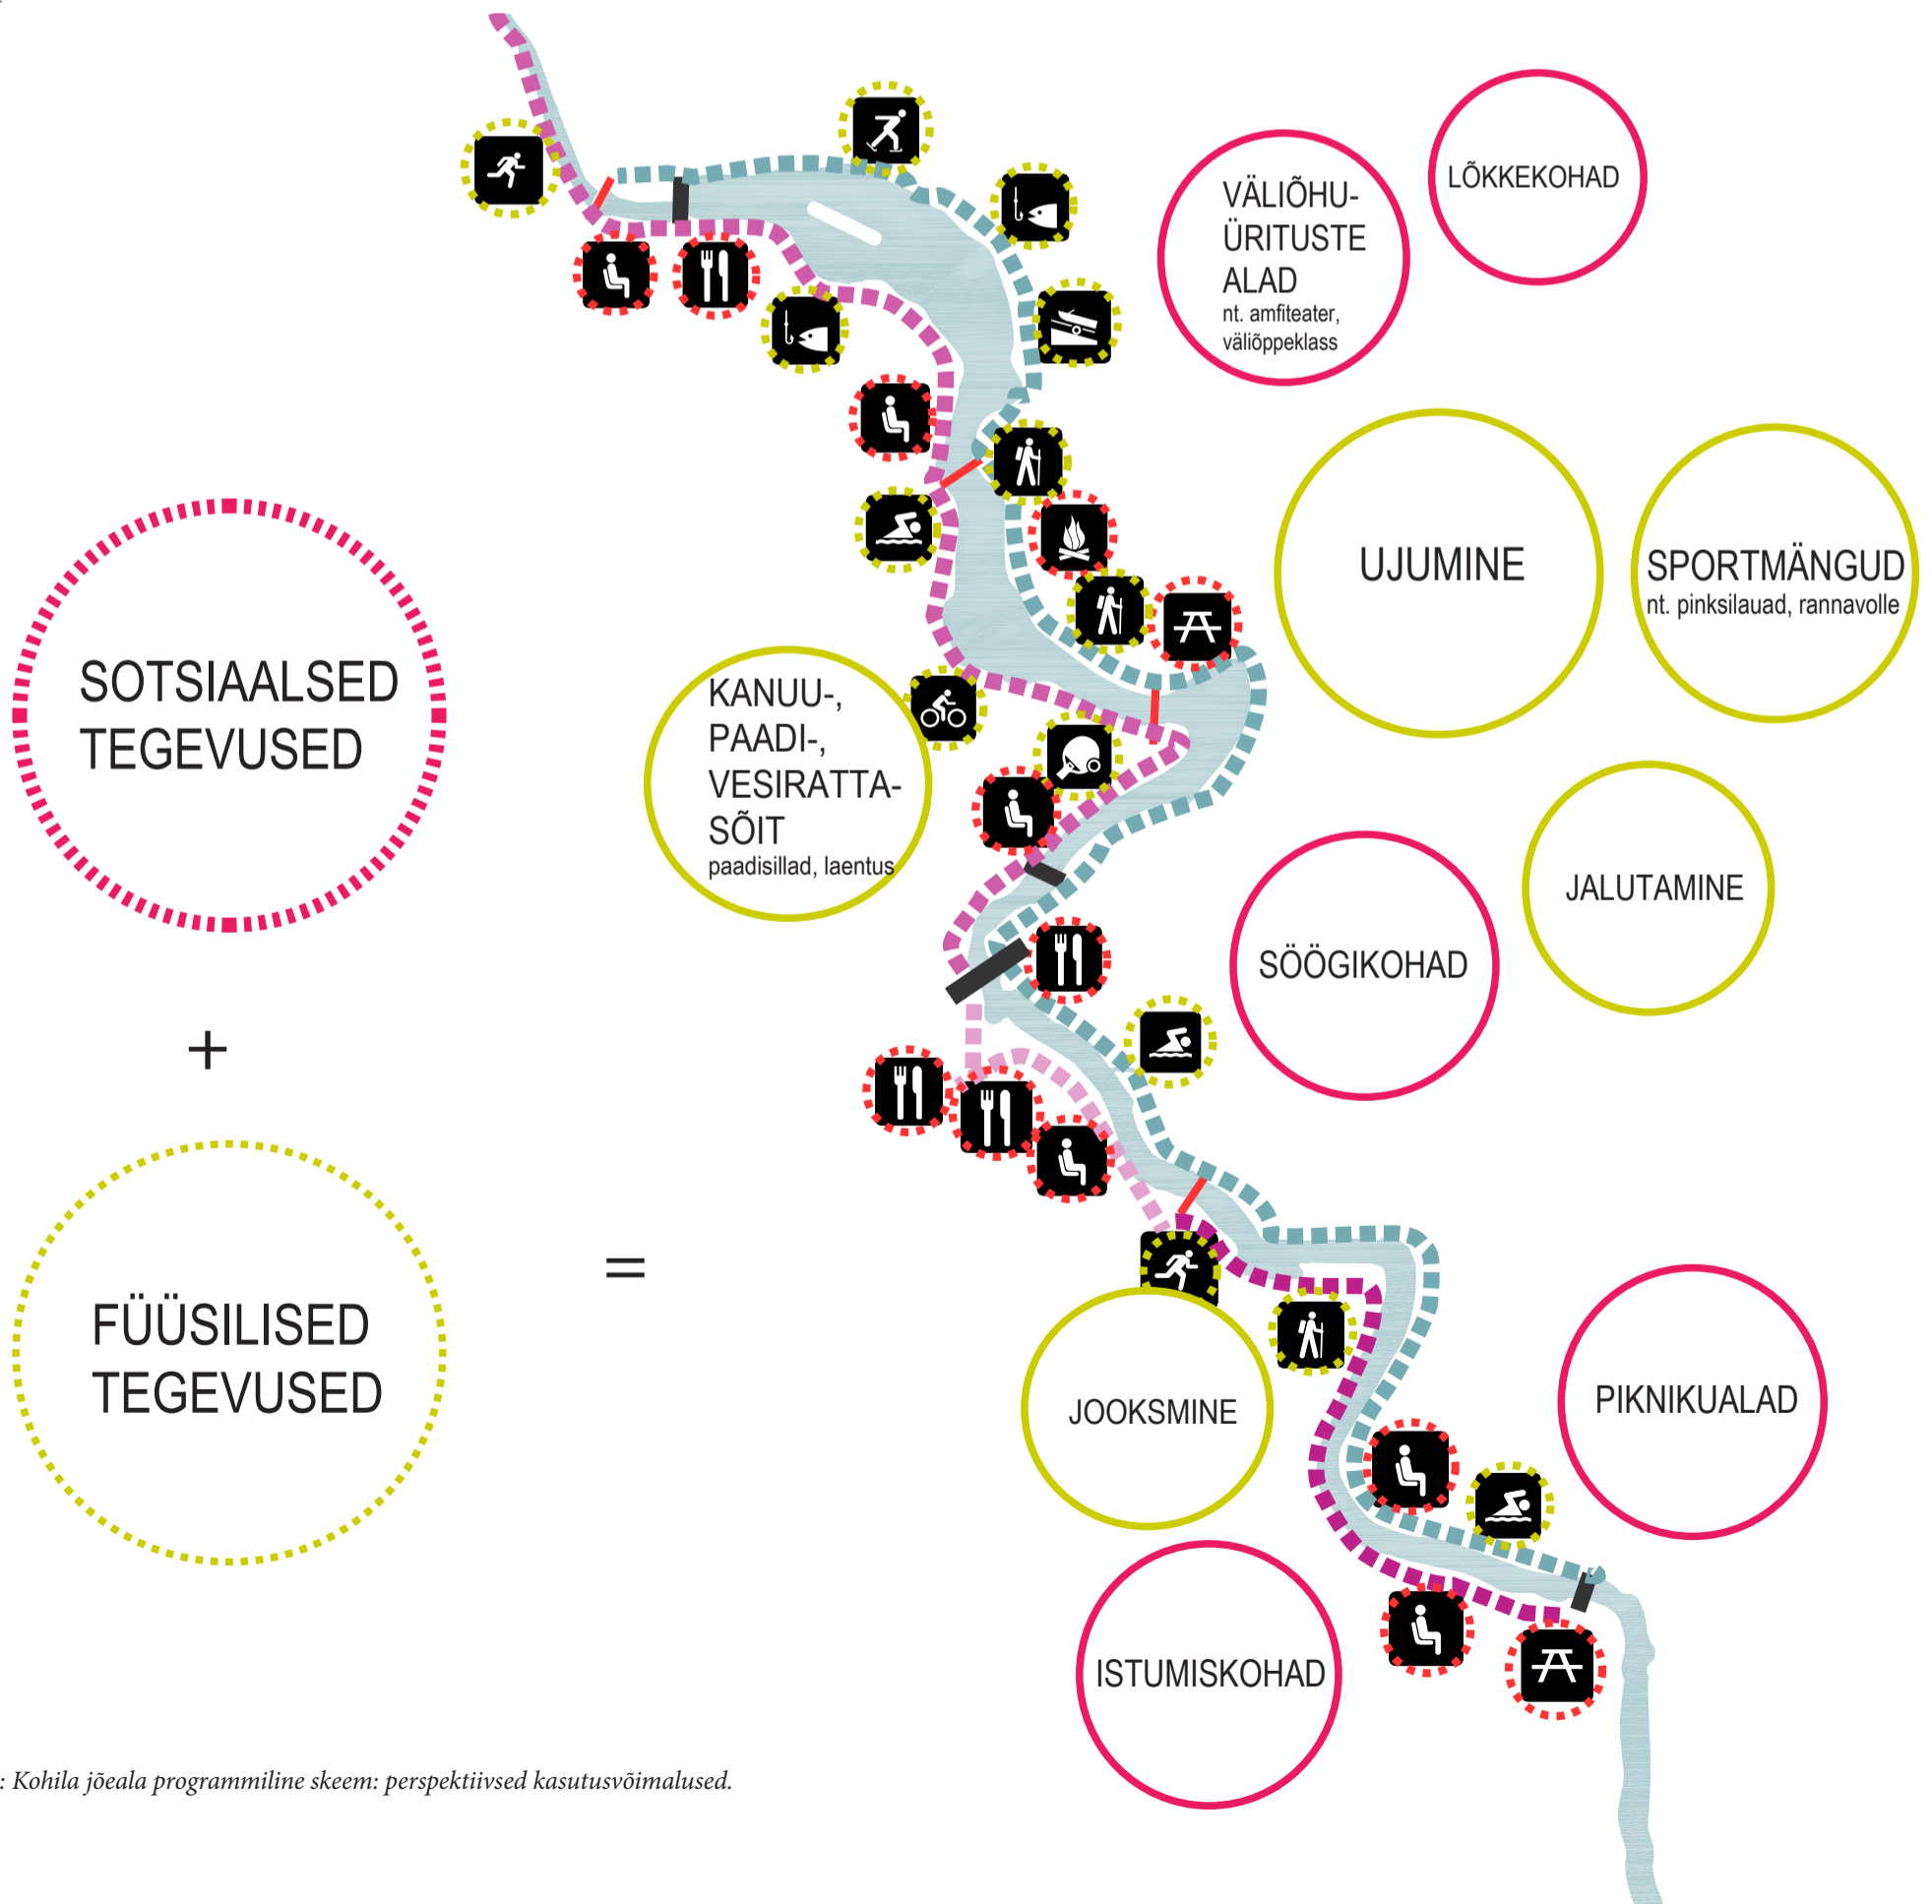 LÕKKEKOHAD
VÄLIÕHU-
ÜRITUSTE
ALAD
nt. amfiteater,
väliõppeklass
UJUMINE
SPORTMÄNGUD
nt. pinksilauad, rannavolle
SOTSIAALSED
TEGEVUSED
KANUU-,
PAADI-,
VESIRATTA-
SÕIT
paadisillad, laentus
JALUTAMINE
SÖÖGIKOHAD
+
FÜÜSILISED
TEGEVUSED
=
JOOKSMINE
PIKNIKUALAD
ISTUMISKOHAD
: Kohila jõeala programmiline skeem: perspektiivsed kasutusvõimalused.